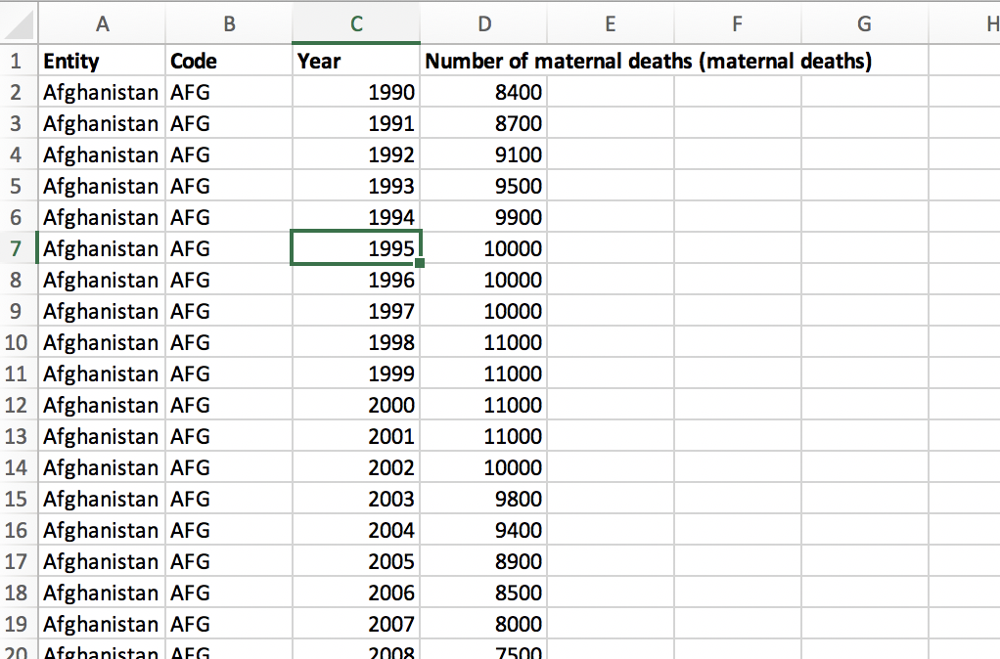 A B C D E F G H
1 Entity Code Year Number of maternal deaths (maternal deaths)
2 Afghanistan AFG 1990 8400
3 Afghanistan AFG 1991 8700
4 Afghanistan AFG 1992 9100
5 Afghanistan AFG 1993 9500
6 Afghanistan AFG 1994 9900
7 Afghanistan AFG 1995 10000
8 Afghanistan AFG 1996 10000
9 Afghanistan AFG 1997 10000
10 Afghanistan AFG 1998 11000
11 Afghanistan AFG 1999 11000
12 Afghanistan AFG 2000 11000
13 Afghanistan AFG 2001 11000
14 Afghanistan AFG 2002 10000
15 Afghanistan AFG 2003 9800
16 Afghanistan AFG 2004 9400
17 Afghanistan AFG 2005 8900
18 Afghanistan AFG 2006 8500
19 Afghanistan AFG 2007 8000
20 Afghanistan AFG 2008 7500